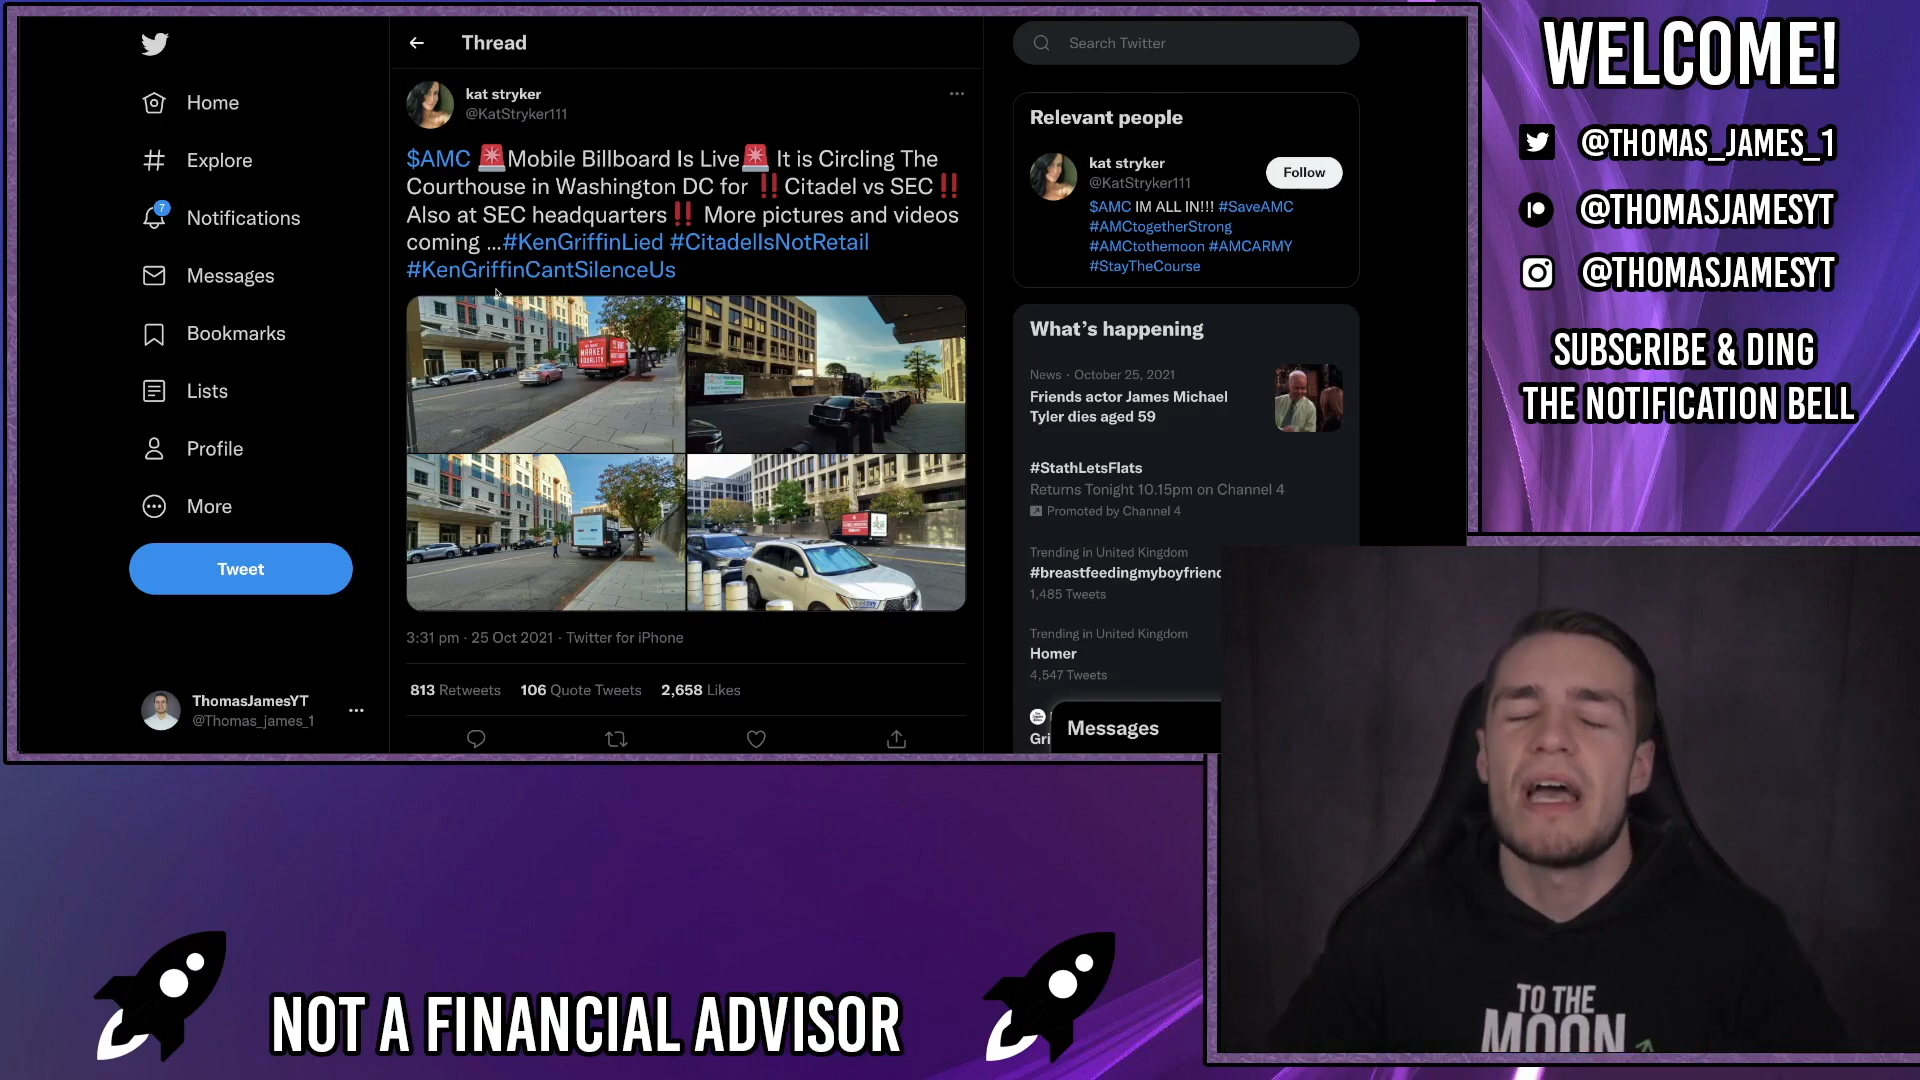 Home
Explore
7
Notifications
Messages
Bookmarks
Lists
Profile
More
Tweet
ThomasJamesYT
@Thomas_james_1
Thread
kat stryker
@KatStryker111
$AMC 🚨Mobile Billboard Is Live🚨 It is Circling The
Courthouse in Washington DC for ‼️Citadel vs SEC‼️
Also at SEC headquarters‼️ More pictures and videos
coming ...#KenGriffinLied #CitadelIsNotRetail
#KenGriffinCantSilenceUs
MARKET
EQUALITY
3:31 pm · 25 Oct 2021 · Twitter for iPhone
813 Retweets 106 Quote Tweets 2,658 Likes
Search Twitter
Relevant people
kat stryker
@KatStryker111
Follow
$AMC IM ALL IN!!! #SaveAMC
#AMCtogetherStrong
#AMCtothemoon #AMCARMY
#StayTheCourse
What's happening
News · October 25, 2021
Friends actor James Michael
Tyler dies aged 59
#StathLetsFlats
Returns Tonight 10.15pm on Channel 4
Promoted by Channel 4
Trending in United Kingdom
#breastfeedingmyboyfriend
1,485 Tweets
Trending in United Kingdom
Homer
4,547 Tweets
Gri
Messages
WELCOME!
@THOMAS_JAMES_1
@THOMASJAMESYT
@THOMASJAMESYT
SUBSCRIBE & DING
THE NOTIFICATION BELL
TO THE
MOON
NOT A FINANCIAL ADVISOR